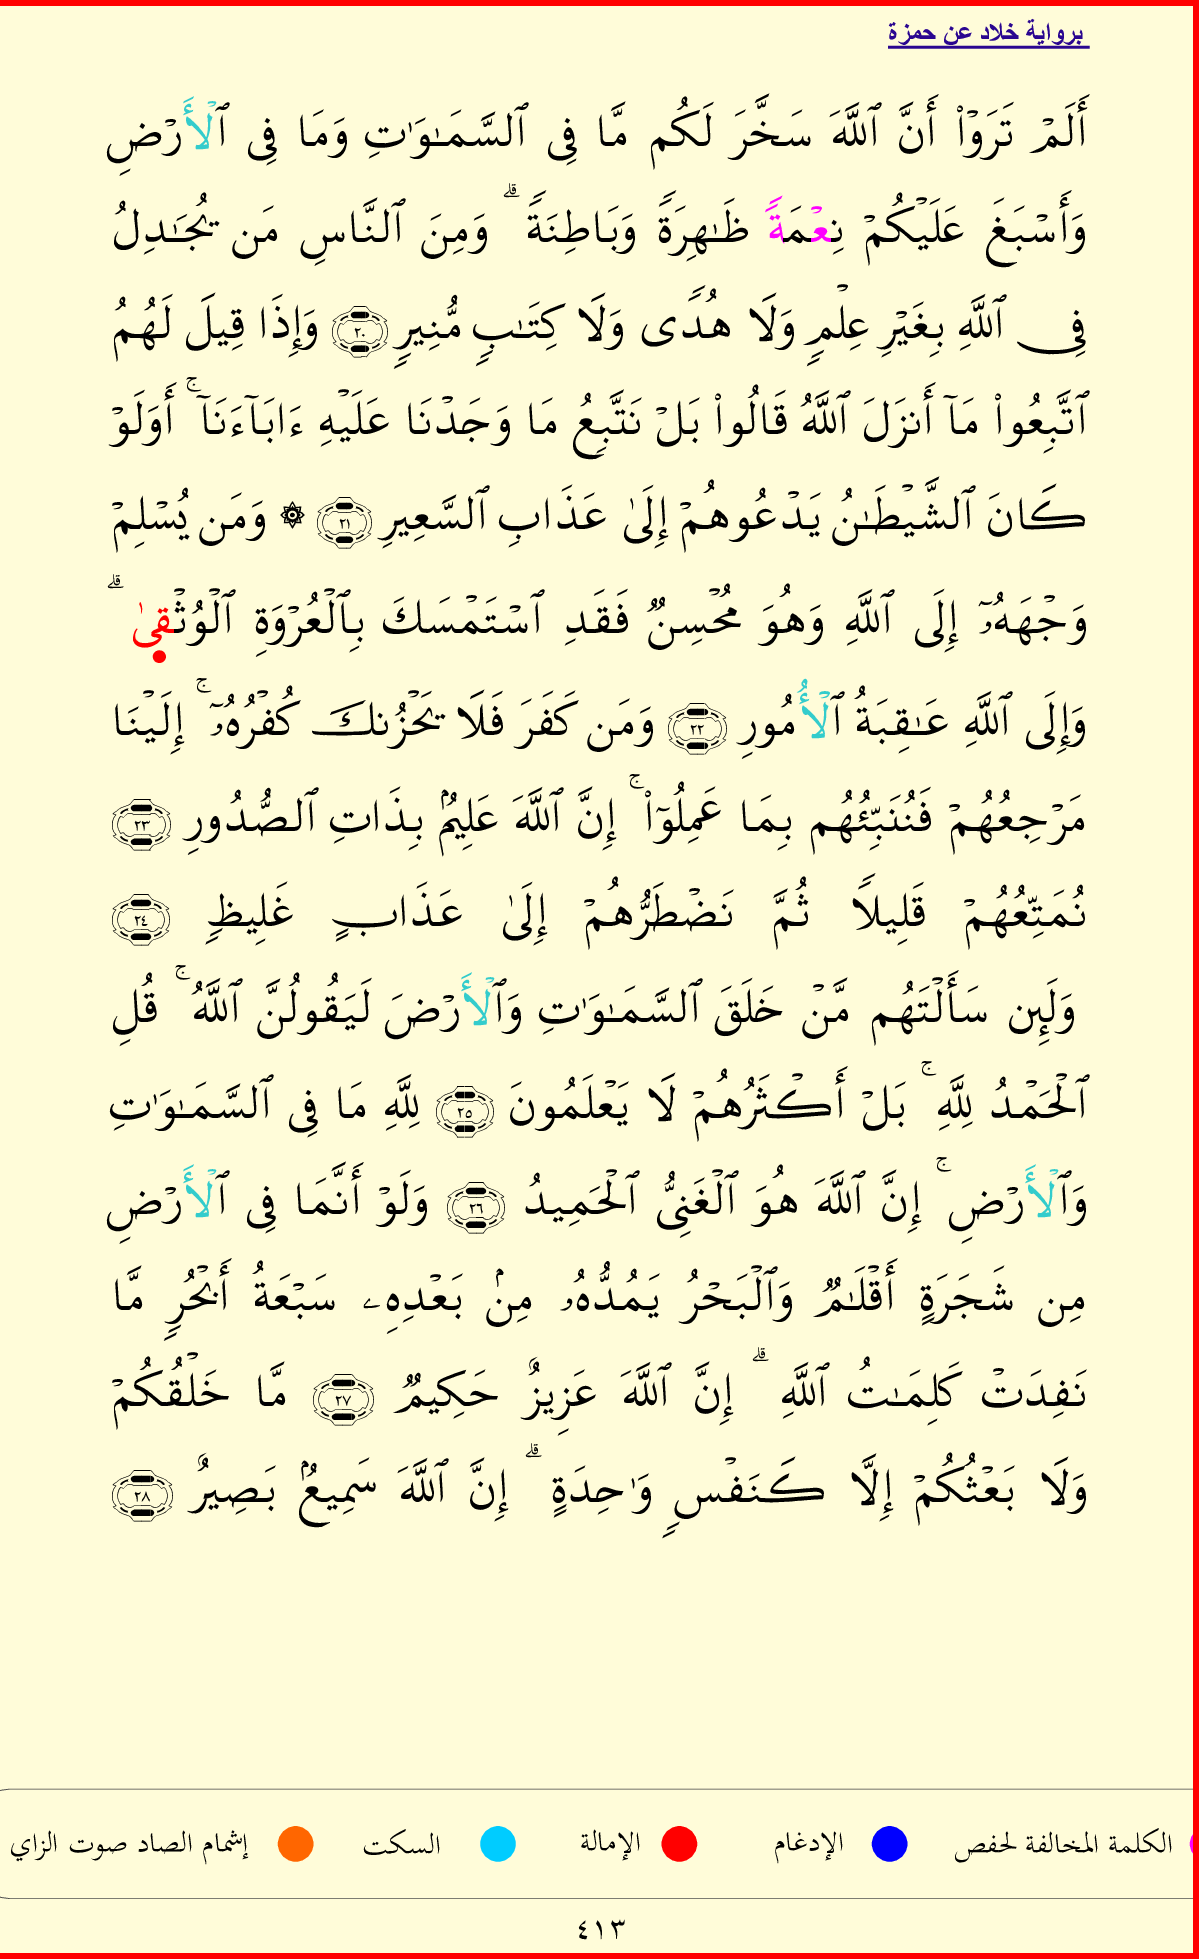 برواية خلاد عن حمزة
أَلَمۡ تَرَوۡاْ أَنَّ ٱللَّهَ سَخَّرَ لَكُم مَّا فِى ٱلسَّمَـٰوَٰتِ وَمَا فِى ٱلۡأَرۡضِ
وَأَسۡبَغَ عَلَيۡكُمۡ نِعۡمَةً ظَـٰهِرَةً وَبَاطِنَةً ۗ وَمِنَ ٱلنَّاسِ مَن يُجَـٰدِلُ
فِى ٱللَّهِ بِغَيۡرِ عِلۡمٍ وَلَا هُدًى وَلَا كِتَـٰبٍ مُّنِيرٍ ٢٠ وَإِذَا قِيلَ لَهُمُ
ٱتَّبِعُواْ مَآ أَنزَلَ ٱللَّهُ قَالُواْ بَلۡ نَتَّبِعُ مَا وَجَدۡنَا عَلَيۡهِ ءَابَآءَنَآ ۚ أَوَلَوۡ
كَانَ ٱلشَّيۡطَـٰنُ يَدۡعُوهُمۡ إِلَىٰ عَذَابِ ٱلسَّعِيرِ ٢١ ۞ وَمَن يُسۡلِمۡ
وَجۡهَهُۥٓ إِلَى ٱللَّهِ وَهُوَ مُحۡسِنٌ فَقَدِ ٱسۡتَمۡسَكَ بِٱلۡعُرۡوَةِ ٱلۡوُثۡقىٰ ۗ
وَإِلَى ٱللَّهِ عَـٰقِبَةُ ٱلۡأُمُورِ ٢٢ وَمَن كَفَرَ فَلَا يَحۡزُنكَ كُفۡرُهُۥٓ ۚ إِلَيۡنَا
مَرۡجِعُهُمۡ فَنُنَبِّئُهُم بِمَا عَمِلُوٓاْ ۚ إِنَّ ٱللَّهَ عَلِيمُۢ بِذَاتِ ٱلصُّدُورِ ٢٣
نُمَتِّعُهُمۡ قَلِيلاً ثُمَّ نَضۡطَرُّهُمۡ إِلَىٰ عَذَابٍ غَلِيظٍ ٢٤
وَلَئِن سَأَلۡتَهُم مَّنۡ خَلَقَ ٱلسَّمَـٰوَٰتِ وَٱلۡأَرۡضَ لَيَقُولُنَّ ٱللَّهُ ۚ قُلِ
ٱلۡحَمۡدُ لِلَّهِ ۚ بَلۡ أَكۡثَرُهُمۡ لَا يَعۡلَمُونَ ٢٥ لِلَّهِ مَا فِى ٱلسَّمَـٰوَٰتِ
وَٱلۡأَرۡضِ ۚ إِنَّ ٱللَّهَ هُوَ ٱلۡغَنِىُّ ٱلۡحَمِيدُ ٢٦ وَلَوۡ أَنَّمَا فِى ٱلۡأَرۡضِ
مِن شَجَرَةٍ أَقۡلَـٰمٌ وَٱلۡبَحۡرُ يَمُدُّهُۥ مِنۢ بَعۡدِهِۦ سَبۡعَةُ أَبۡحُرٍ مَّا
نَفِدَتۡ كَلِمَـٰتُ ٱللَّهِ ۗ إِنَّ ٱللَّهَ عَزِيزٌ حَكِيمٌ ٢٧ مَّا خَلۡقُكُمۡ
وَلَا بَعۡثُكُمۡ إِلَّا كَنَفۡسٍ وَٰحِدَةٍ ۗ إِنَّ ٱللَّهَ سَمِيعُۢ بَصِيرٌ ٢٨
الكلمة المخالفة لحفص الإدغام الإمالة السكت إشمام الصاد صوت الزاي
٤١٣